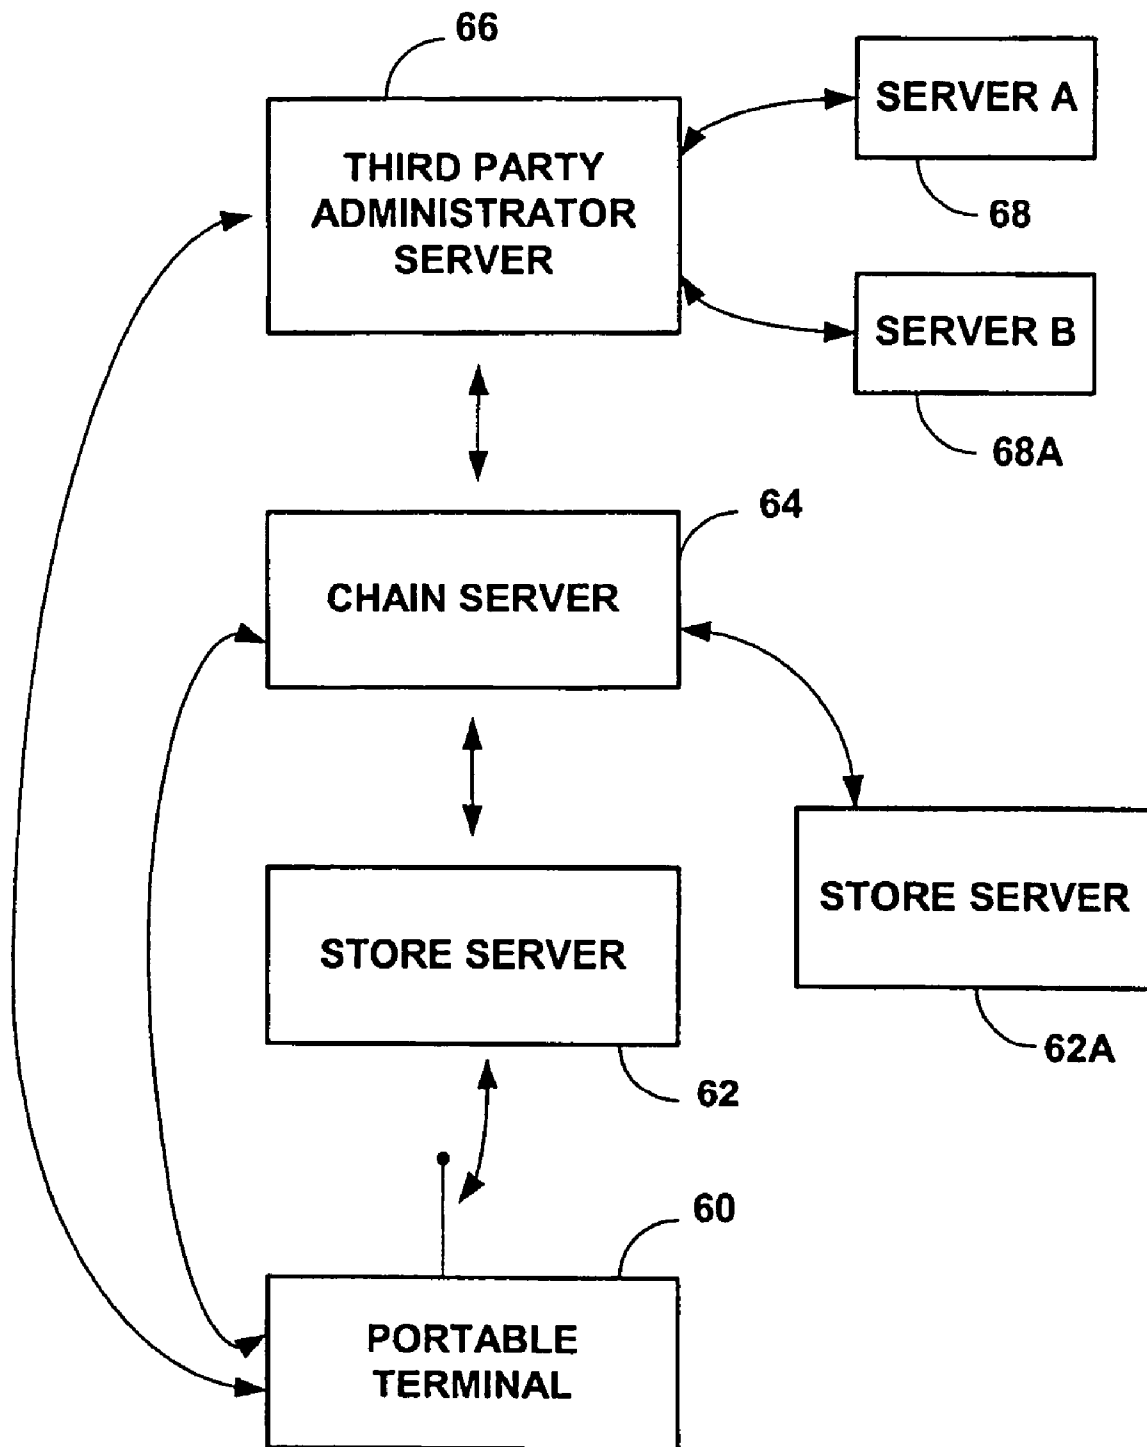 66
THIRD PARTY
ADMINISTRATOR
SERVER
SERVER A
68
SERVER B
68A
64
CHAIN SERVER
STORE SERVER
62
STORE SERVER
62A
60
PORTABLE
TERMINAL